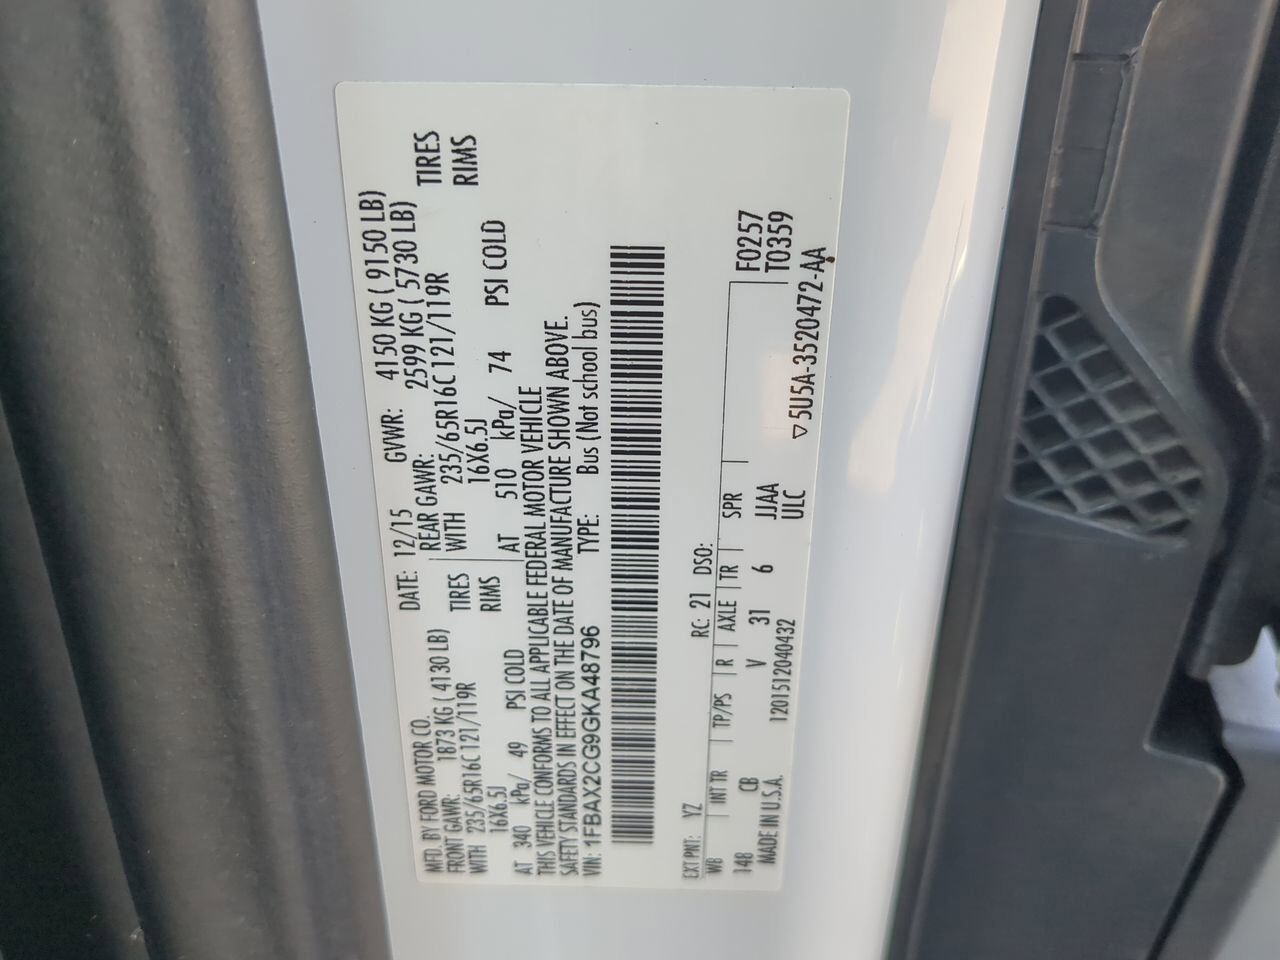 MFD. BY FORD MOTOR CO. DATE: 12/15 GVWR: 4150 KG ( 9150 LB)
FRONT GAWR: 1873 KG ( 4130 LB) REAR GAWR: 2599 KG ( 5730 LB)
WITH 235/65R16C 121/119R TIRES WITH 235/65R16C 121/119R TIRES
16X6.5J RIMS 16X6.5J RIMS
AT 340 kPa/ 49 PSI COLD AT 510 kPa/ 74 PSI COLD
THIS VEHICLE CONFORMS TO ALL APPLICABLE FEDERAL MOTOR VEHICLE
SAFETY STANDARDS IN EFFECT ON THE DATE OF MANUFACTURE SHOWN ABOVE.
VIN: 1FBAX2CG9GKA48796 TYPE: Bus (Not school bus)
EXT PNT: YZ RC: 21 DSO:
WB INT TR TP/PS R AXLE TR SPR F0257
148 CB V 31 6 JJAA T0359
MADE IN U.S.A. 1201512040432 ULC ▽5U5A-3520472-AA